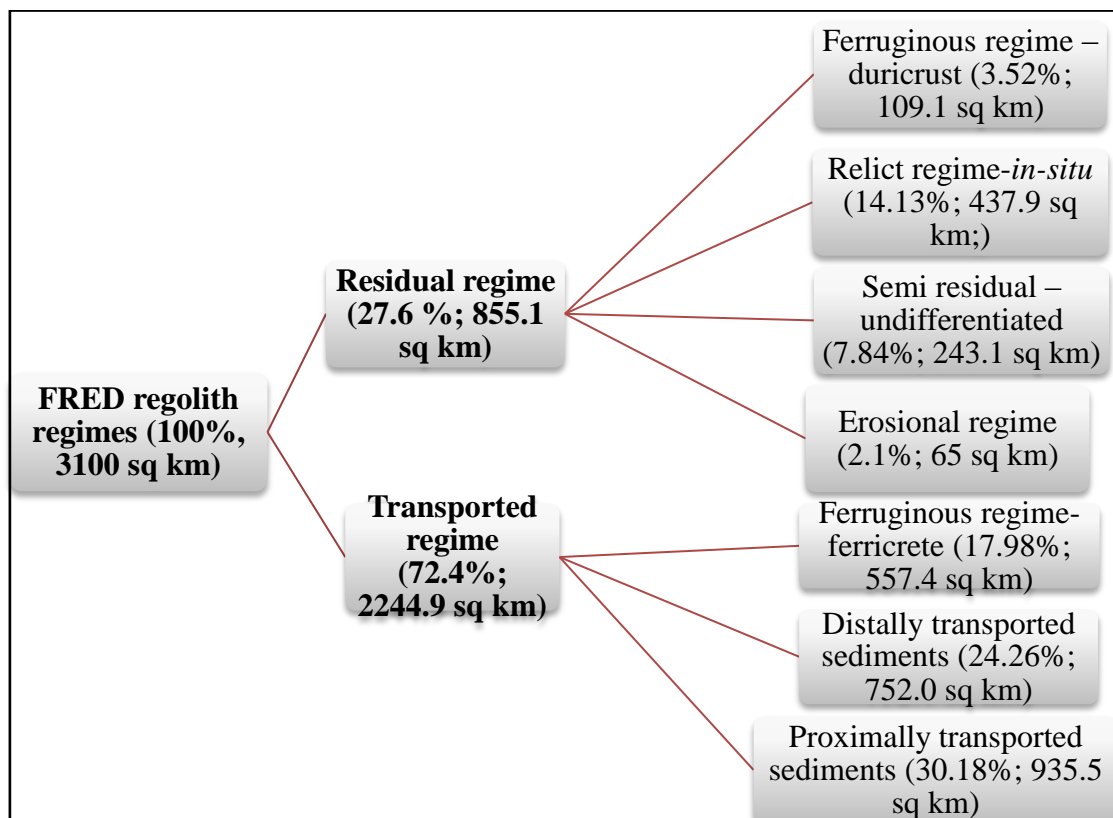 FRED regolith
regimes (100%,
3100 sq km)
Residual regime
(27.6 %; 855.1
sq km)
Transported
regime
(72.4%;
2244.9 sq km)
Ferruginous regime –
duricrust (3.52%;
109.1 sq km)
Relict regime-in-situ
(14.13%; 437.9 sq
km;)
Semi residual –
undifferentiated
(7.84%; 243.1 sq km)
Erosional regime
(2.1%; 65 sq km)
Ferruginous regime-
ferricrete (17.98%;
557.4 sq km)
Distally transported
sediments (24.26%;
752.0 sq km)
Proximally transported
sediments (30.18%; 935.5
sq km)